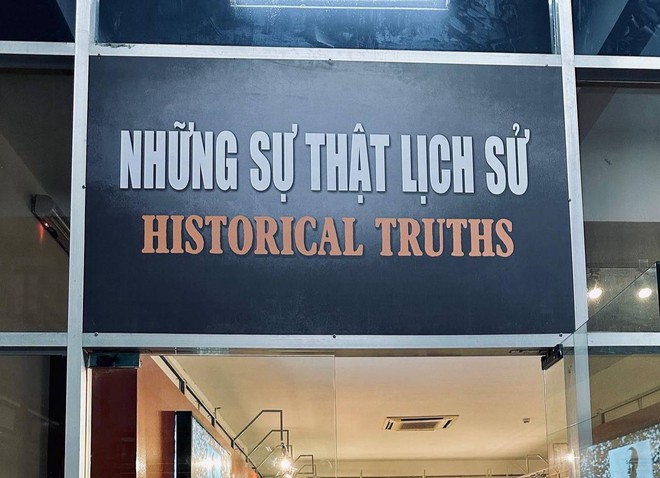 NHỮNG SỰ THẬT LỊCH SỬ
HISTORICAL TRUTHS